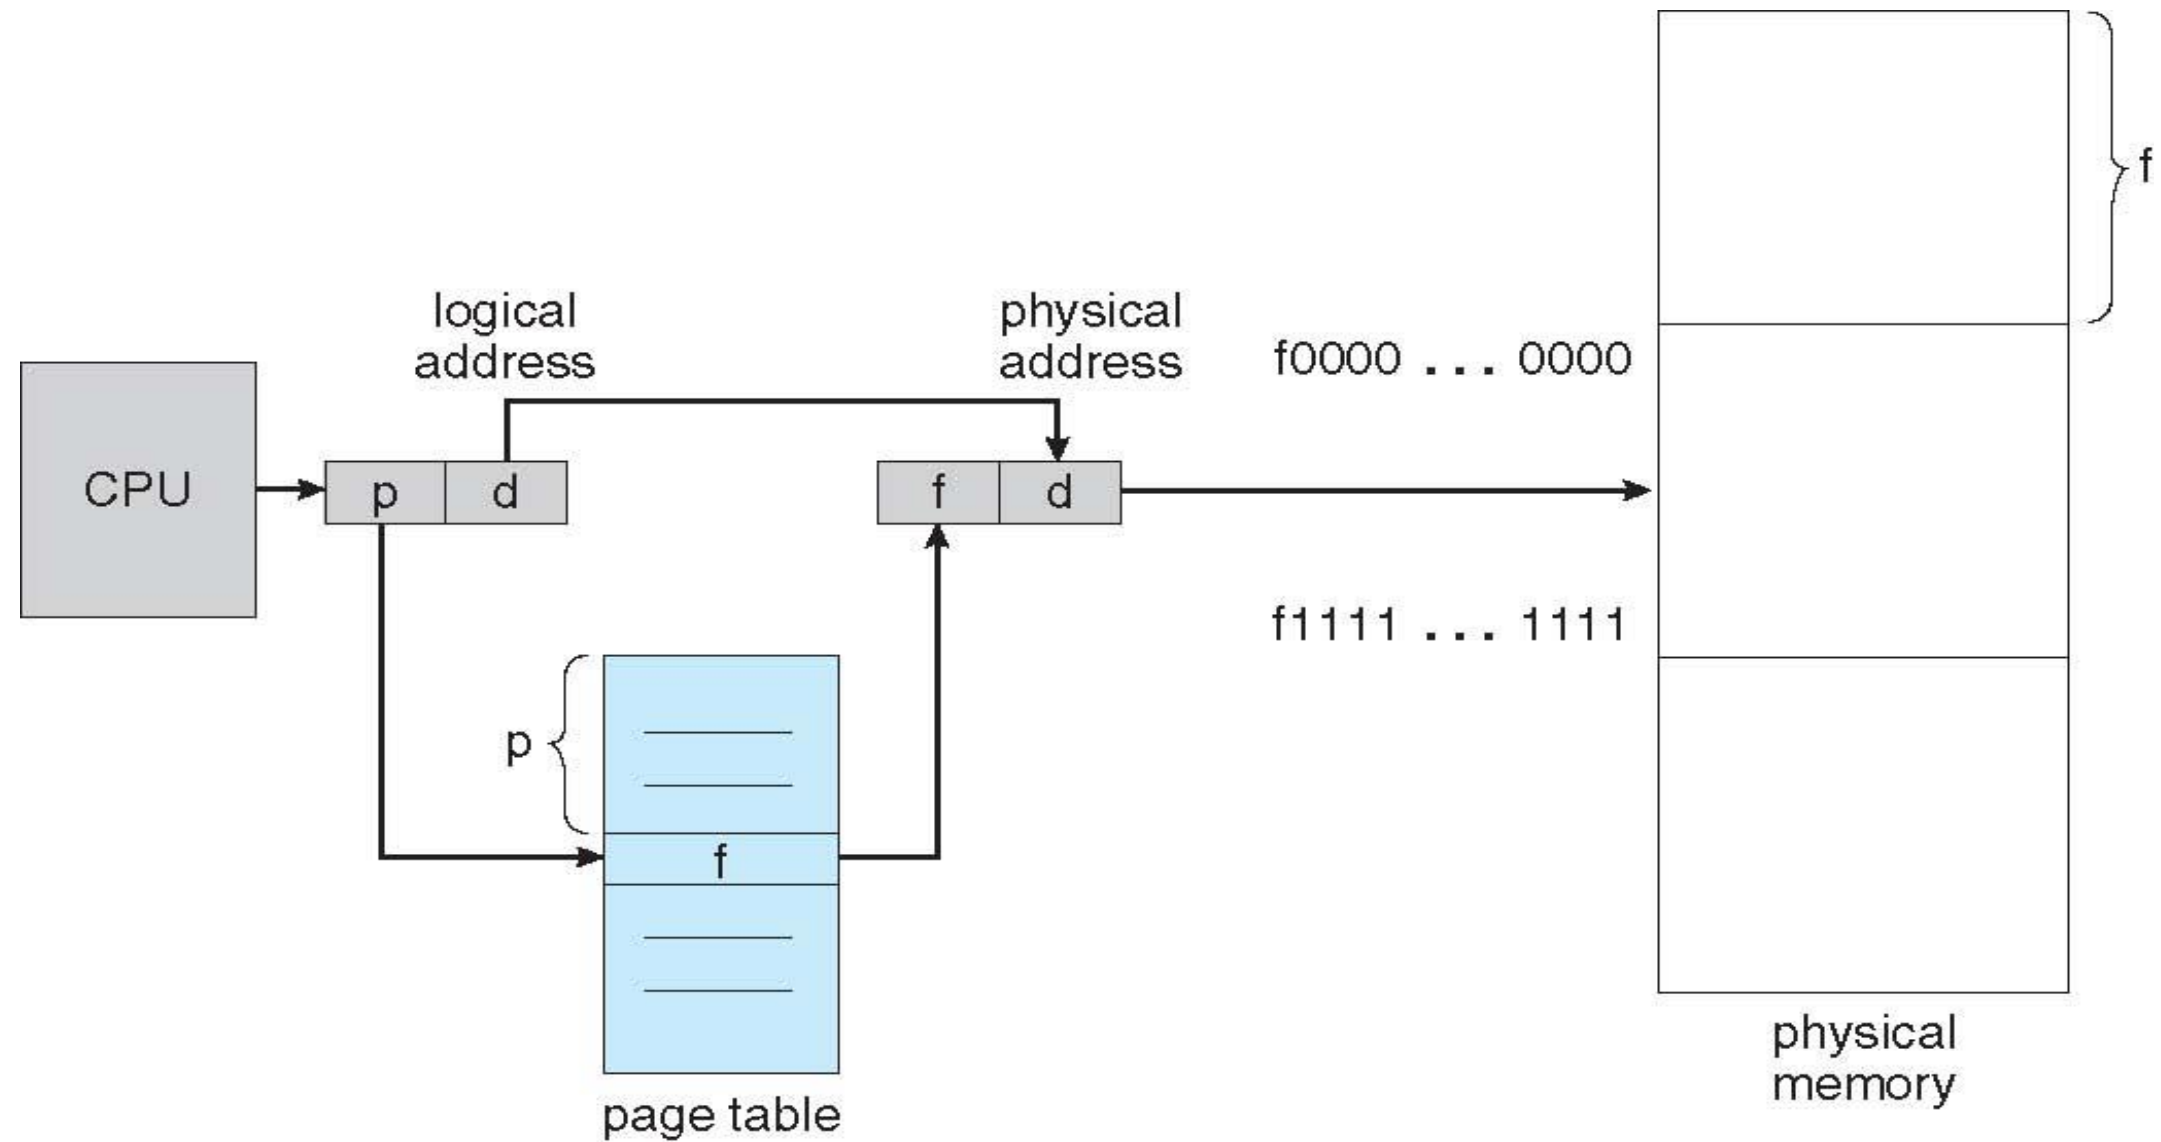 f
logical
address
physical
address
f0000 ... 0000
CPU
p d
f d
f1111 ... 1111
p
f
physical
memory
page table